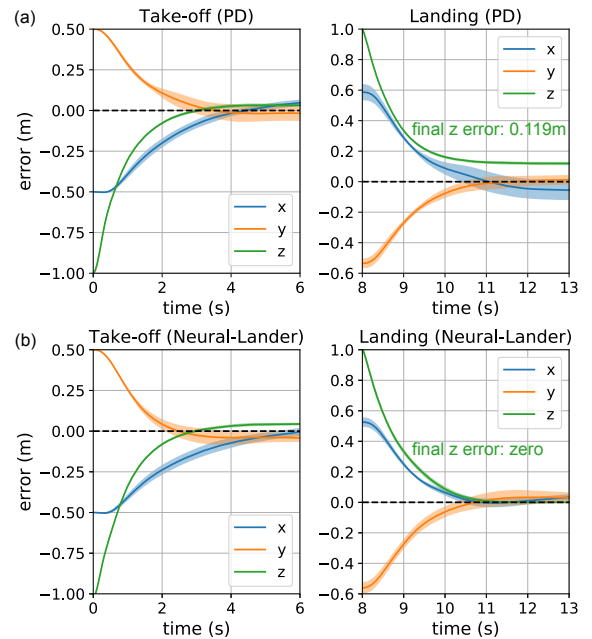 (a)
Take-off (PD)
0.50
0.25
0.00
−0.25
−0.50
−0.75
−1.00
error (m)
x
y
z
0 2 4 6
time (s)
Landing (PD)
1.0
0.8
0.6
0.4
0.2
0.0
−0.2
−0.4
−0.6
x
y
z
final z error: 0.119m
8 9 10 11 12 13
time (s)
(b)
Take-off (Neural-Lander)
0.50
0.25
0.00
−0.25
−0.50
−0.75
−1.00
error (m)
x
y
z
0 2 4 6
time (s)
Landing (Neural-Lander)
1.0
0.8
0.6
0.4
0.2
0.0
−0.2
−0.4
−0.6
x
y
z
final z error: zero
8 9 10 11 12 13
time (s)